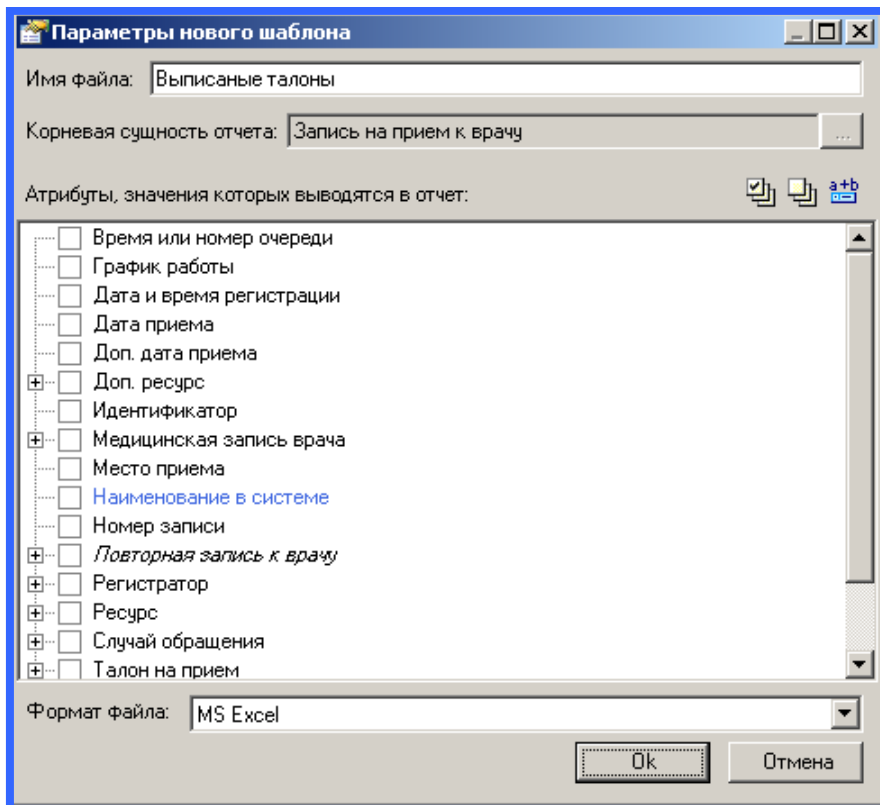 Параметры нового шаблона
Имя файла: Выписаные талоны
Корневая сущность отчета: Запись на прием к врачу ...
Атрибуты, значения которых выводятся в отчет: a+b
Время или номер очереди
График работы
Дата и время регистрации
Дата приема
Доп. дата приема
Доп. ресурс
Идентификатор
Медицинская запись врача
Место приема
Наименование в системе
Номер записи
Повторная запись к врачу
Регистратор
Ресурс
Случай обращения
Талон на прием
Формат файла: MS Excel
Ok Отмена